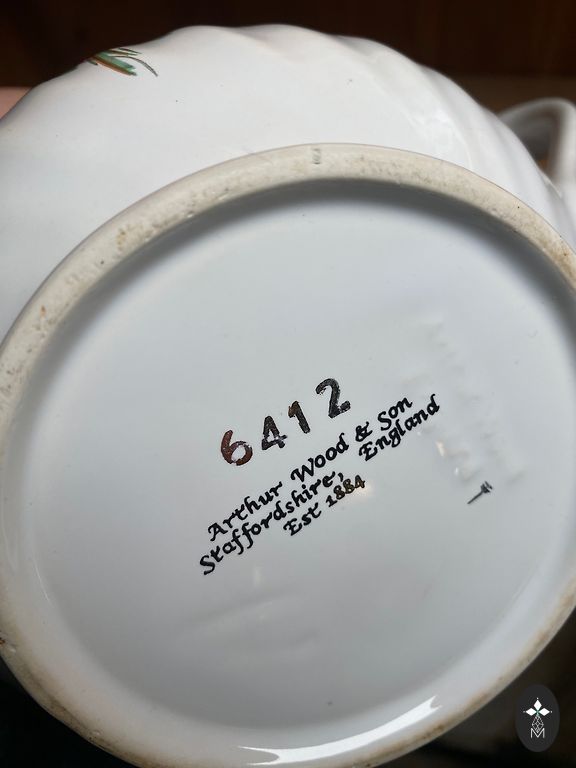 6412
Arthur Wood & Son
Staffordshire, England
Est 1884